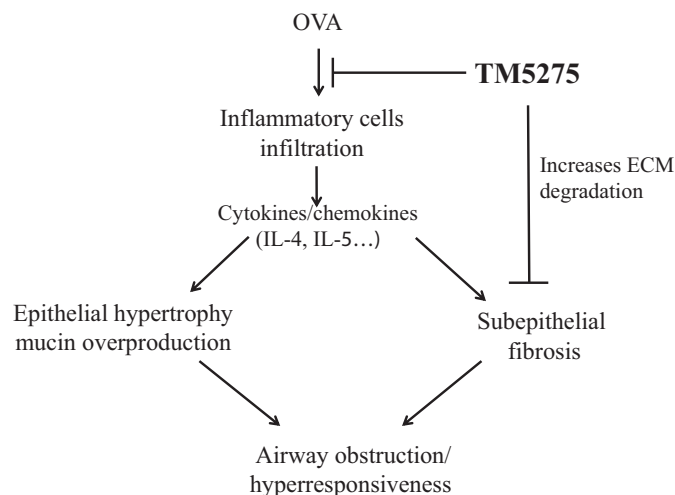 OVA
TM5275
Inflammatory cells
infiltration
Increases ECM
degradation
Cytokines/chemokines
(IL-4, IL-5…)
Epithelial hypertrophy
mucin overproduction
Subepithelial
fibrosis
Airway obstruction/
hyperresponsiveness